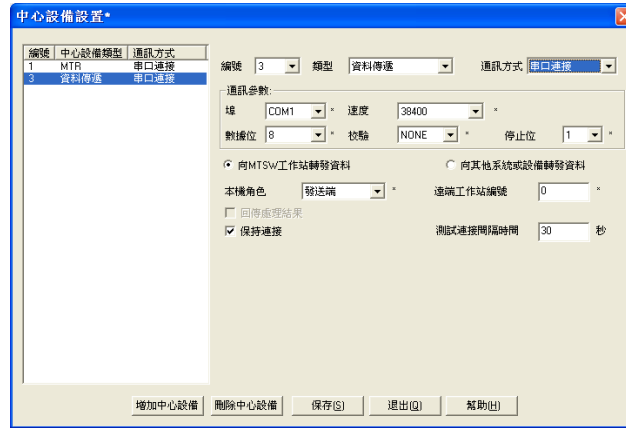 中心設備設置*
編號 中心設備類型 通訊方式
1 MTR 串口連接
3 資料傳遞 串口連接
編號 3 類型 資料傳遞 通訊方式 串口連接
通訊參數:
埠 COM1 * 速度 38400 *
數據位 8 * 校驗 NONE * 停止位 1 *
向MTSW工作站轉發資料 向其他系統或設備轉發資料
本機角色 發送端 * 遠端工作站編號 0 *
回傳處理結果
保持連接 測試連接間隔時間 30 秒
增加中心設備 刪除中心設備 保存(S) 退出(Q) 幫助(H)